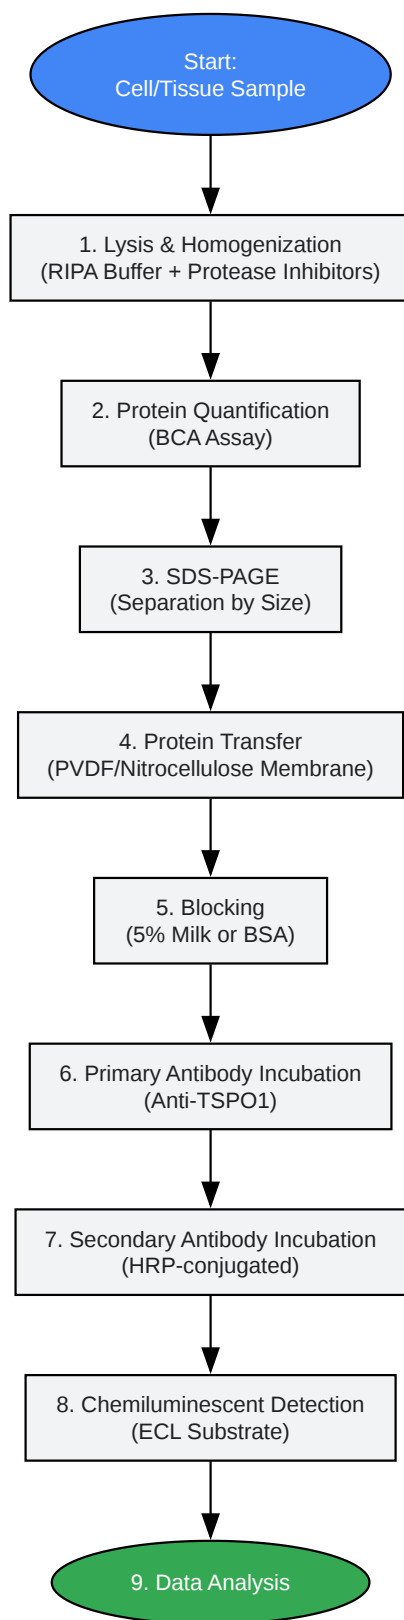 Start:
Cell/Tissue Sample
1. Lysis & Homogenization
(RIPA Buffer + Protease Inhibitors)
2. Protein Quantification
(BCA Assay)
3. SDS-PAGE
(Separation by Size)
4. Protein Transfer
(PVDF/Nitrocellulose Membrane)
5. Blocking
(5% Milk or BSA)
6. Primary Antibody Incubation
(Anti-TSPO1)
7. Secondary Antibody Incubation
(HRP-conjugated)
8. Chemiluminescent Detection
(ECL Substrate)
9. Data Analysis